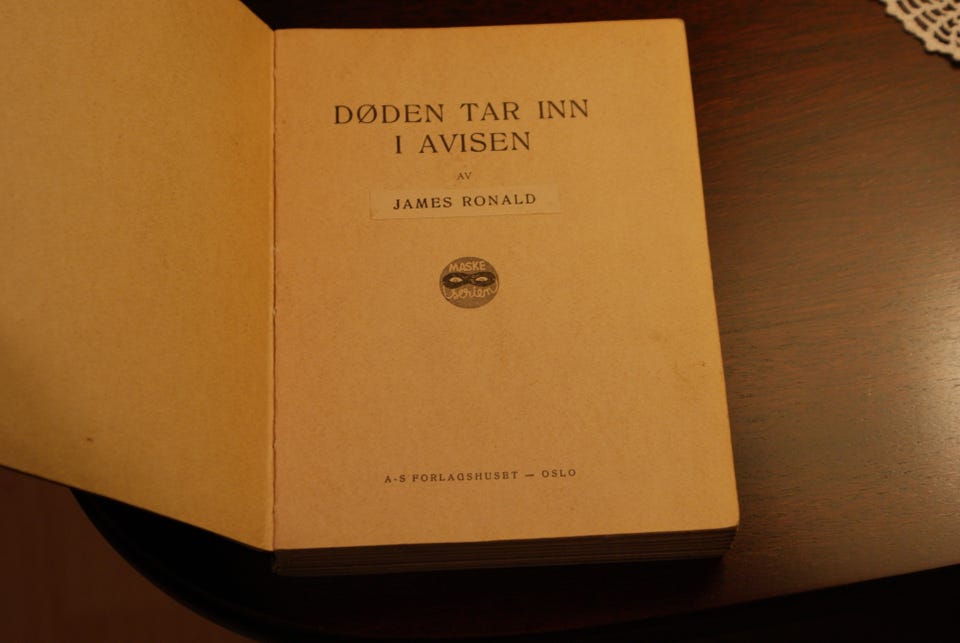 DØDEN TAR INN
I AVISEN
AV
JAMES RONALD
MASKE
serien
A-S FORLAGSHUSET — OSLO